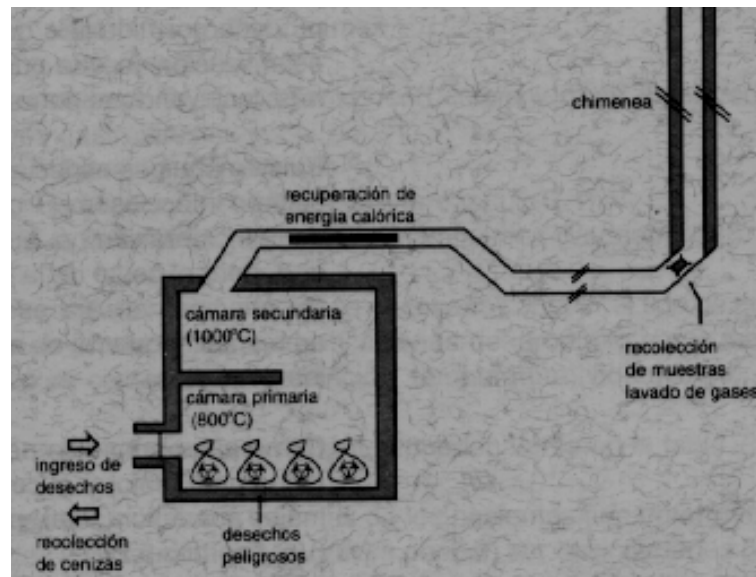 chimenea
recuperación de
energía calórica
cámara secundaria
(1000°C)
cámara primaria
(800°C)
recolección
de muestras
lavado de gases
ingreso de
desechos
recolección
de cenizas
desechos
peligrosos